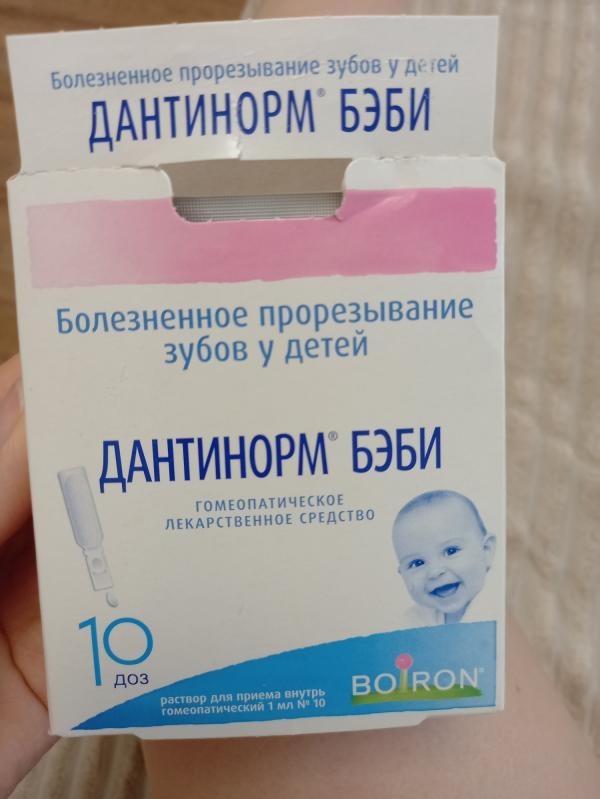 Болезненное прорезывание зубов у детей
ДАНТИНОРМ® БЭБИ
Болезненное прорезывание
зубов у детей
ДАНТИНОРМ® БЭБИ
ГОМЕОПАТИЧЕСКОЕ
ЛЕКАРСТВЕННОЕ СРЕДСТВО
10
ДОЗ
раствор для приема внутрь
гомеопатический 1 мл № 10
BOIRON®